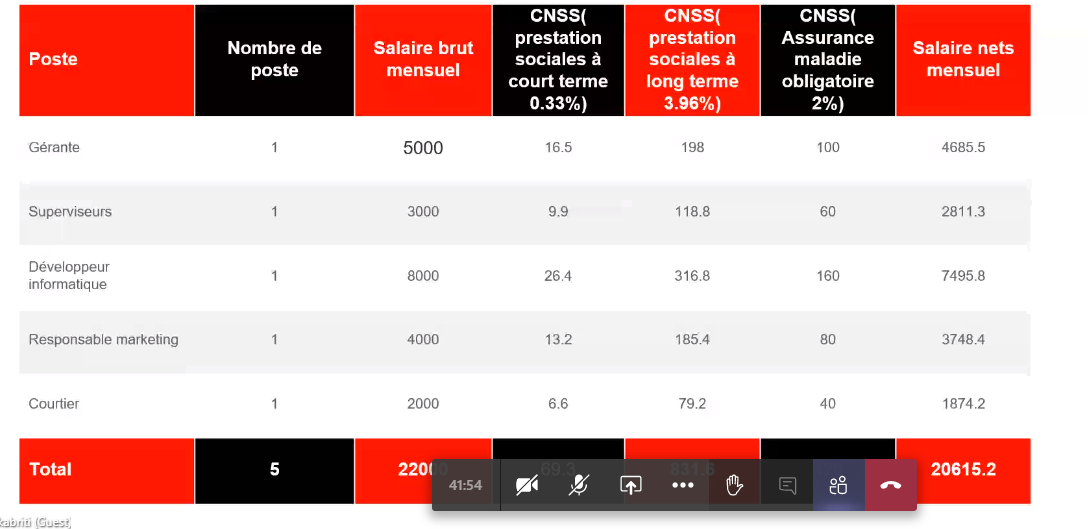 Poste
Nombre de poste
Salaire brut mensuel
CNSS( prestation sociales à court terme 0.33%)
CNSS( prestation sociales à long terme 3.96%)
CNSS( Assurance maladie obligatoire 2%)
Salaire nets mensuel
Gérante 1 5000 16.5 198 100 4685.5
Superviseurs 1 3000 9.9 118.8 60 2811.3
Développeur informatique 1 8000 26.4 316.8 160 7495.8
Responsable marketing 1 4000 13.2 185.4 80 3748.4
Courtier 1 2000 6.6 79.2 40 1874.2
Total 5 22000 69.3 831.6 20615.2
41:54
kabriti (Guest)